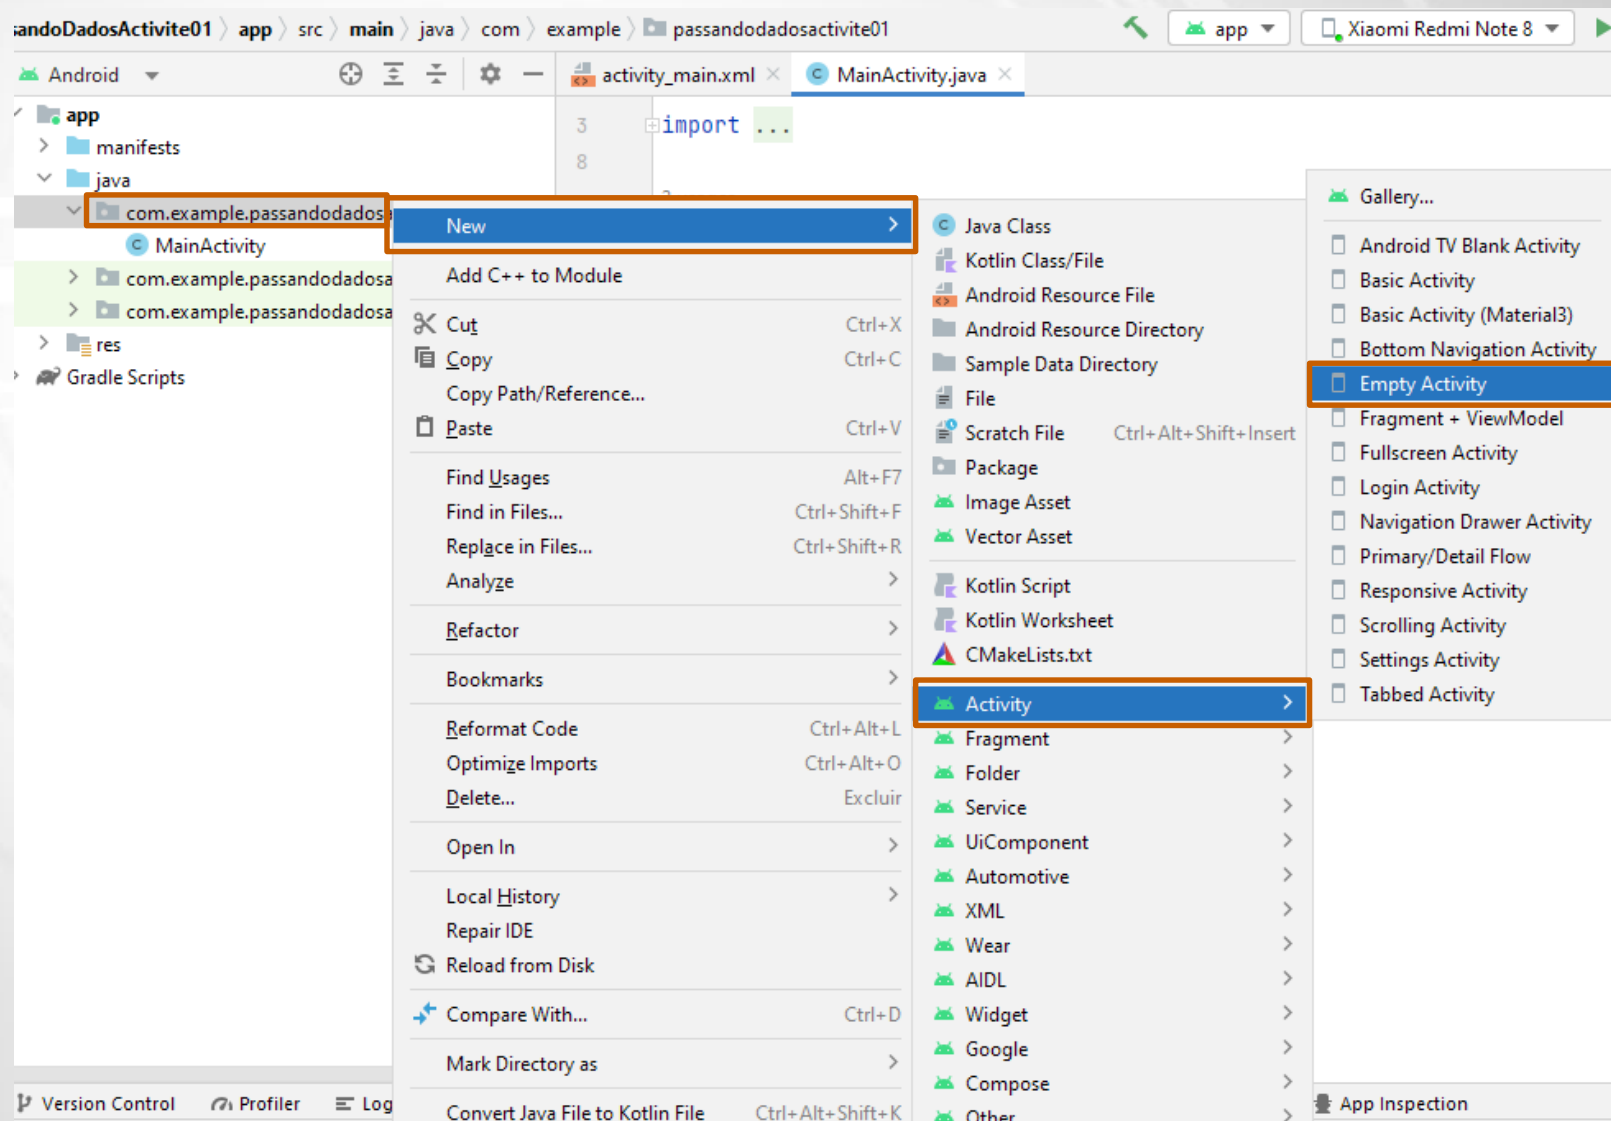 sandoDadosActivite01 〉 app 〉 src 〉 main 〉 java 〉 com 〉 example 〉 passandodadosactivite01
app
Xiaomi Redmi Note 8
Android
activity_main.xml
MainActivity.java
app
manifests
java
com.example.passandodadosa
MainActivity
com.example.passandodadosa
com.example.passandodadosa
res
Gradle Scripts
3
import ...
8
New
Add C++ to Module
Cut Ctrl+X
Copy Ctrl+C
Copy Path/Reference...
Paste Ctrl+V
Find Usages Alt+F7
Find in Files... Ctrl+Shift+F
Replace in Files... Ctrl+Shift+R
Analyze
Refactor
Bookmarks
Reformat Code Ctrl+Alt+L
Optimize Imports Ctrl+Alt+O
Delete... Excluir
Open In
Local History
Repair IDE
Reload from Disk
Compare With... Ctrl+D
Mark Directory as
Convert Java File to Kotlin File Ctrl+Alt+Shift+K
Java Class
Kotlin Class/File
Android Resource File
Android Resource Directory
Sample Data Directory
File
Scratch File Ctrl+Alt+Shift+Insert
Package
Image Asset
Vector Asset
Kotlin Script
Kotlin Worksheet
CMakeLists.txt
Activity
Fragment
Folder
Service
UiComponent
Automotive
XML
Wear
AIDL
Widget
Google
Compose
Other
Gallery...
Android TV Blank Activity
Basic Activity
Basic Activity (Material3)
Bottom Navigation Activity
Empty Activity
Fragment + ViewModel
Fullscreen Activity
Login Activity
Navigation Drawer Activity
Primary/Detail Flow
Responsive Activity
Scrolling Activity
Settings Activity
Tabbed Activity
Version Control
Profiler
Log
App Inspection